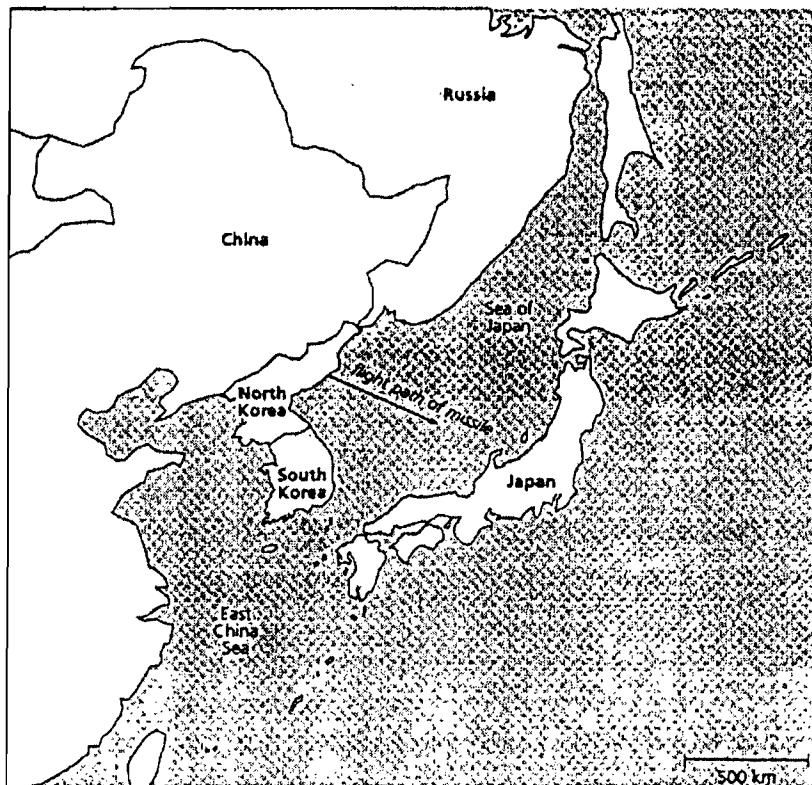 Russia
China
Sea of
Japan
flight path of missile
North
Korea
South
Korea
Japan
East
China
Sea
500 km